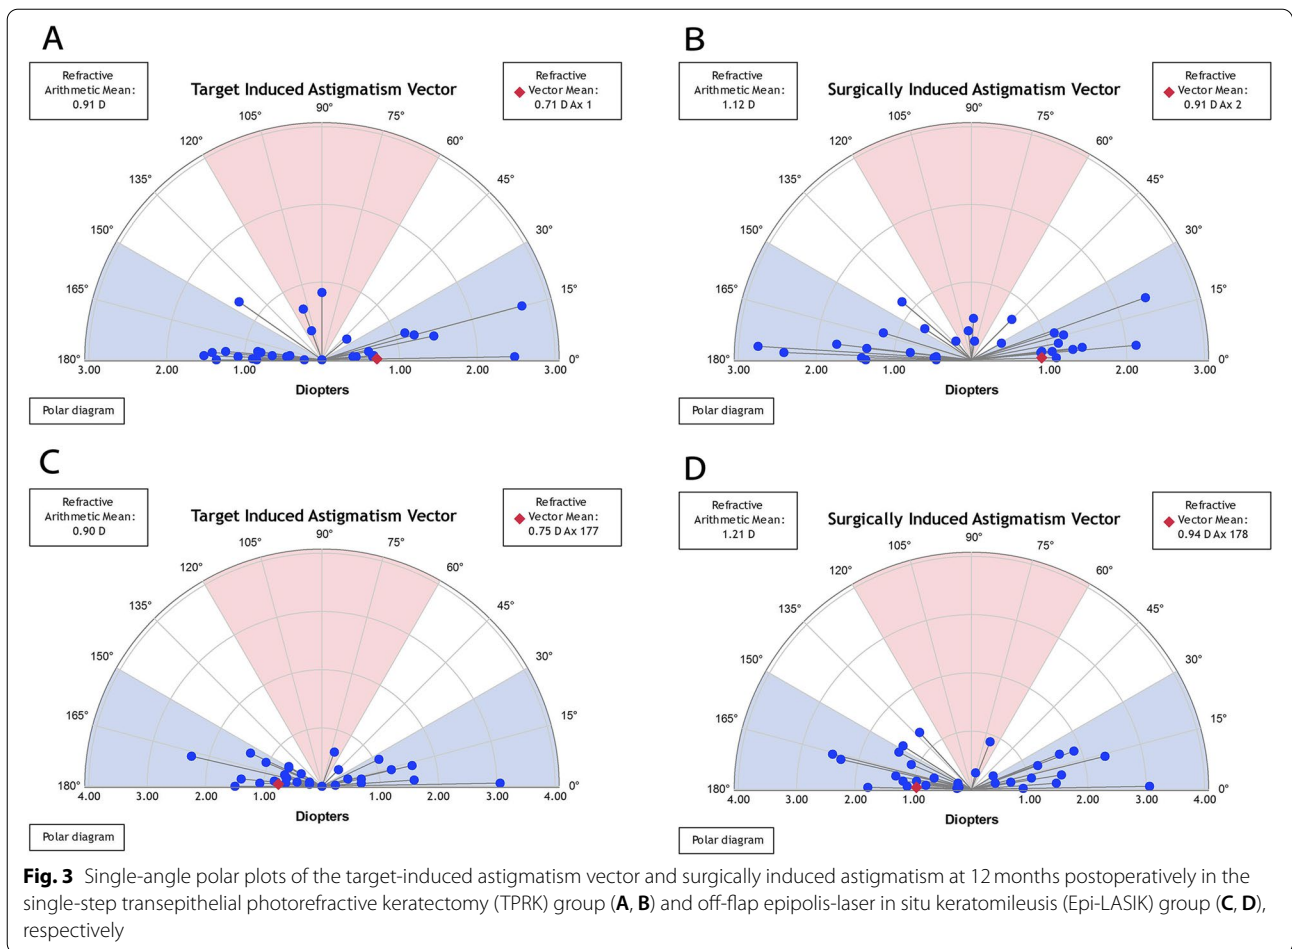 A
Refractive
Arithmetic Mean:
0.91 D
Target Induced Astigmatism Vector
Refractive
Vector Mean:
0.71 D Ax 1
90°
105°
75°
120°
60°
135°
45°
150°
30°
165°
15°
180°
0°
3.00 2.00 1.00 1.00 2.00 3.00
Diopters
Polar diagram
B
Refractive
Arithmetic Mean:
1.12 D
Surgically Induced Astigmatism Vector
Refractive
Vector Mean:
0.91 D Ax 2
90°
105°
75°
120°
60°
135°
45°
150°
30°
165°
15°
180°
0°
3.00 2.00 1.00 1.00 2.00 3.00
Diopters
Polar diagram
C
Refractive
Arithmetic Mean:
0.90 D
Target Induced Astigmatism Vector
Refractive
Vector Mean:
0.75 D Ax 177
90°
105°
75°
120°
60°
135°
45°
150°
30°
165°
15°
180°
0°
4.00 3.00 2.00 1.00 1.00 2.00 3.00 4.00
Diopters
Polar diagram
D
Refractive
Arithmetic Mean:
1.21 D
Surgically Induced Astigmatism Vector
Refractive
Vector Mean:
0.94 D Ax 178
90°
105°
75°
120°
60°
135°
45°
150°
30°
165°
15°
180°
0°
4.00 3.00 2.00 1.00 1.00 2.00 3.00 4.00
Diopters
Polar diagram
Fig. 3 Single-angle polar plots of the target-induced astigmatism vector and surgically induced astigmatism at 12 months postoperatively in the
single-step transepithelial photorefractive keratectomy (TPRK) group (A, B) and off-flap epipolis-laser in situ keratomileusis (Epi-LASIK) group (C, D),
respectively